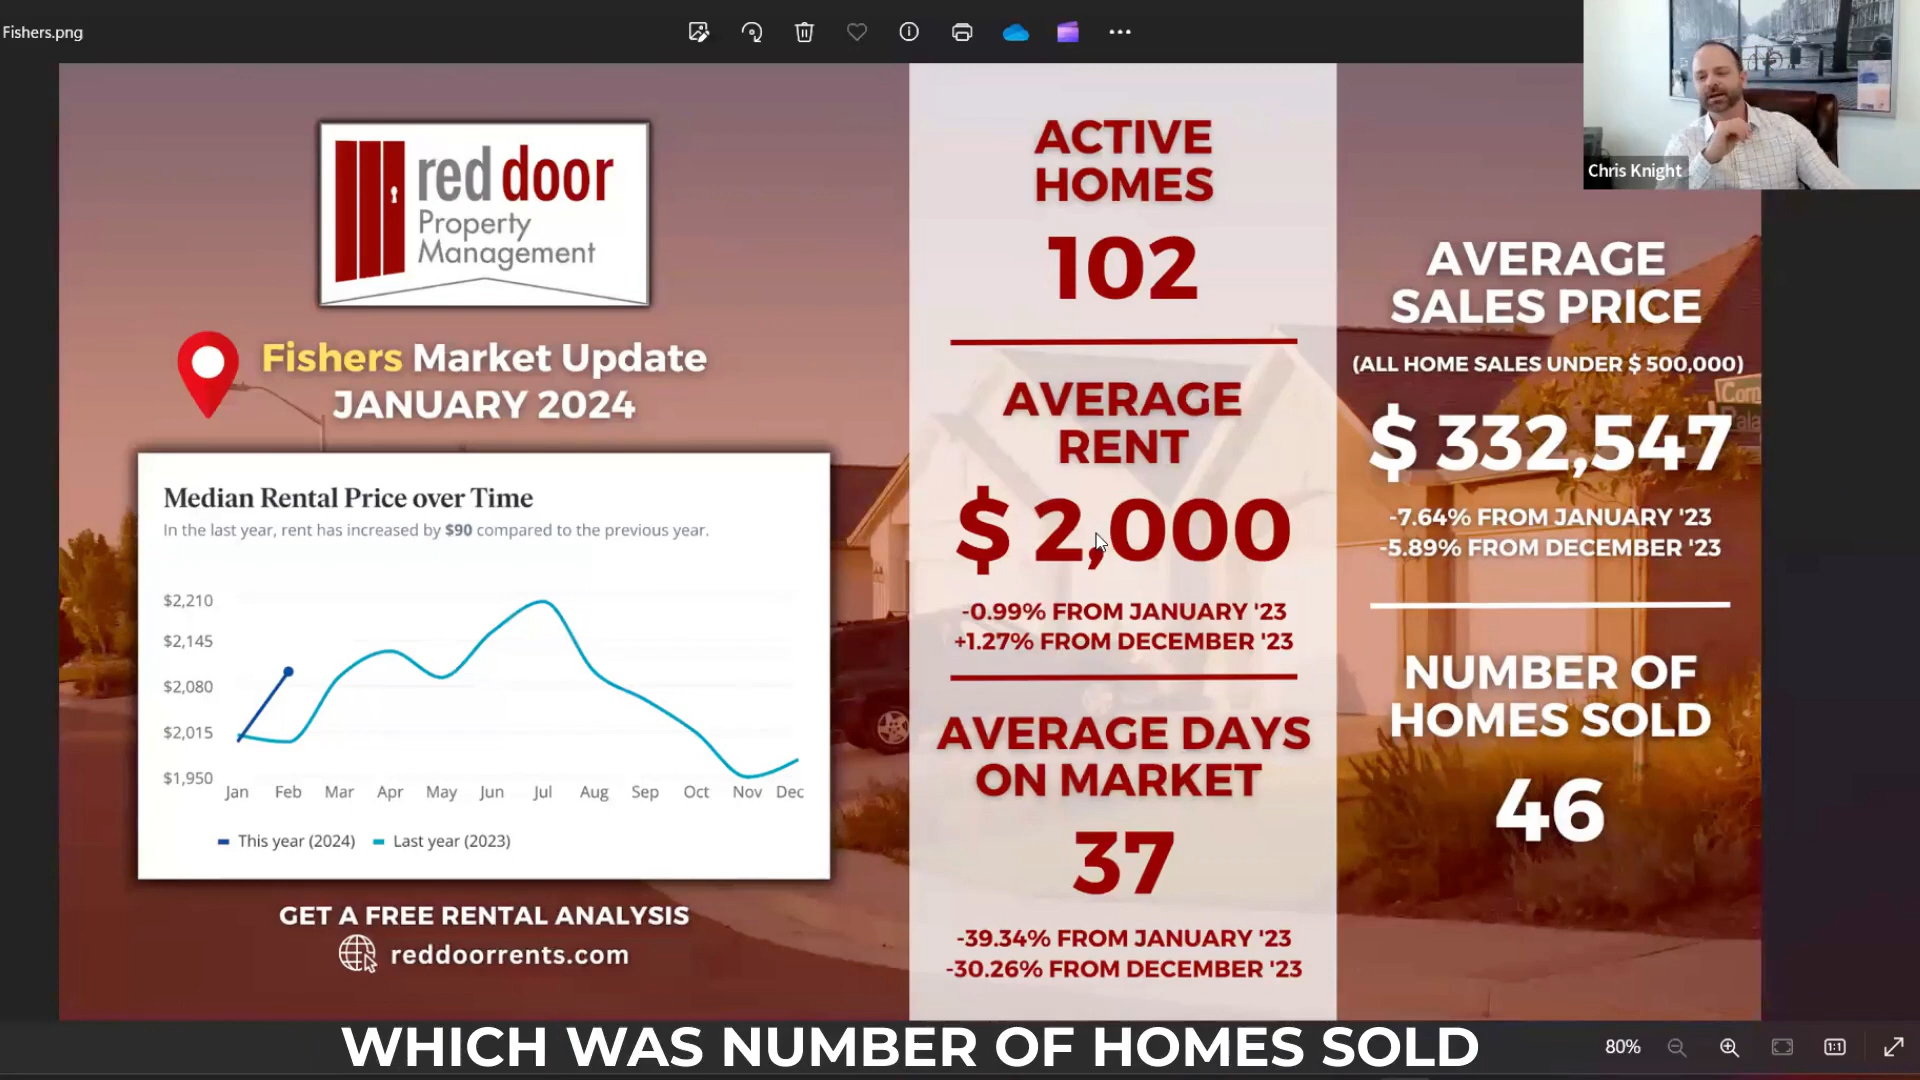 Fishers.png
Chris Knight
red door
Property
Management
Fishers Market Update
JANUARY 2024
Median Rental Price over Time
In the last year, rent has increased by $90 compared to the previous year.
$2,210
$2,145
$2,080
$2,015
$1,950
Jan Feb Mar Apr May Jun Jul Aug Sep Oct Nov Dec
This year (2024) Last year (2023)
GET A FREE RENTAL ANALYSIS
reddoorrents.com
ACTIVE
HOMES
102
AVERAGE
RENT
$ 2,000
-0.99% FROM JANUARY '23
+1.27% FROM DECEMBER '23
AVERAGE DAYS
ON MARKET
37
-39.34% FROM JANUARY '23
-30.26% FROM DECEMBER '23
AVERAGE
SALES PRICE
(ALL HOME SALES UNDER $ 500,000)
$ 332,547
-7.64% FROM JANUARY '23
-5.89% FROM DECEMBER '23
NUMBER OF
HOMES SOLD
46
WHICH WAS NUMBER OF HOMES SOLD
80%
1:1